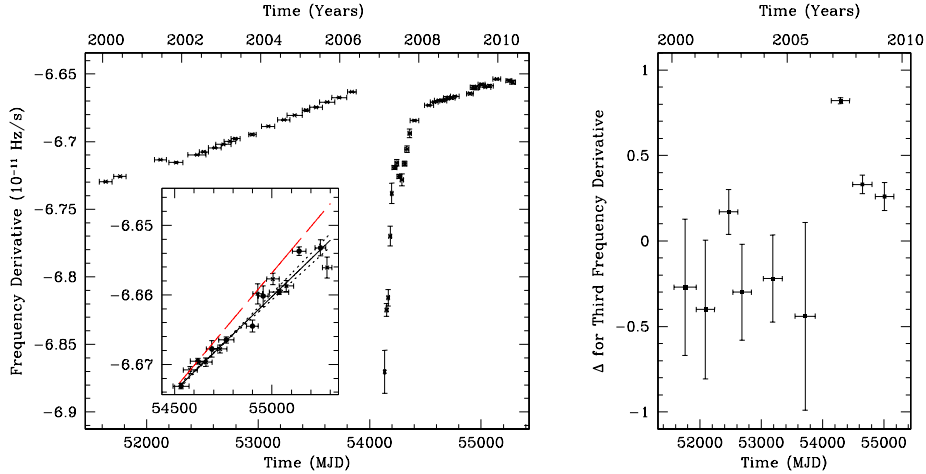 Time (Years)
2000 2002 2004 2006 2008 2010
Frequency Derivative (10⁻¹¹ Hz/s)
−6.65
−6.7
−6.75
−6.8
−6.85
−6.9
−6.65
−6.66
−6.67
54500 55000
52000 53000 54000 55000
Time (MJD)
Time (Years)
2000 2005 2010
Δ for Third Frequency Derivative
1
0.5
0
−0.5
−1
52000 53000 54000 55000
Time (MJD)